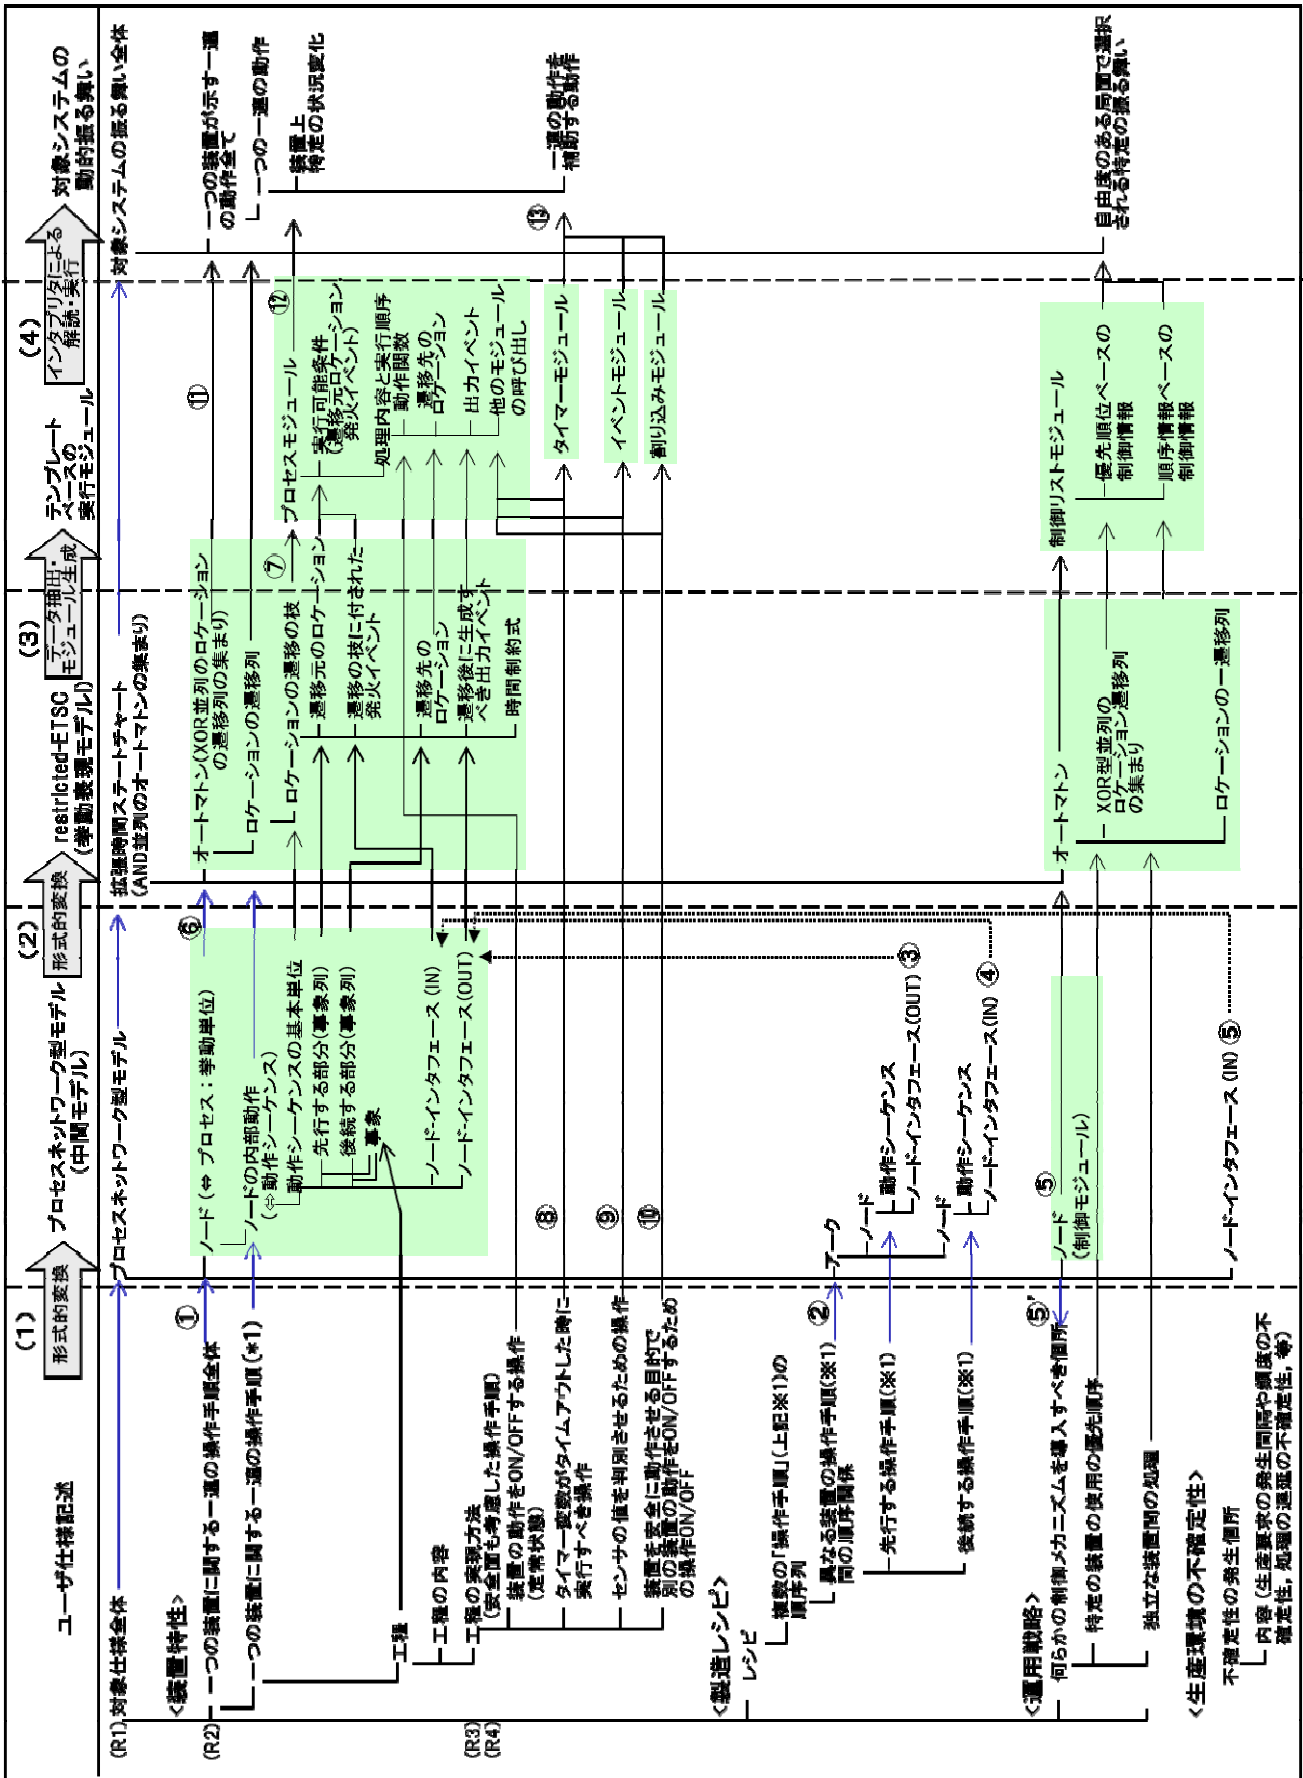 ユーザ仕様記述
(1)
形式的変換
プロセスネットワーク型モデル
(中間モデル)
(2)
形式的変換
restricted-ETSC
(挙動表現モデル)
(3)
データ抽出・
モジュール生成
テンプレート
ベースの
実行モジュール
(4)
インタプリタによる
解読・実行
対象システムの
動的振る舞い
(R1)
対象仕様全体
プロセスネットワーク型モデル
拡張時間ステートチャート
(AND並列のオートマトンの集まり)
対象システムの振る舞い全体
<装置特性>
(R2)
一つの装置に関する一連の操作手順全体
①
一つの装置に関する一連の操作手順(*1)
工程
工程の内容
工程の実現方法
(安全面も考慮した操作手順)
(R3)
(R4)
装置の動作をON/OFFする操作
(定常状態)
タイマー変数がタイムアウトした時に
実行すべき操作
センサの値を判別させるための操作
装置を安全に動作させる目的で
別の装置の動作をON/OFFするため
の操作ON/OFF
<製造レシピ>
レシピ
複数の「操作手順」(上記※1)の
順序列
異なる装置の操作手順(※1)
間の順序関係
②
先行する操作手順(※1)
後続する操作手順(※1)
<運用戦略>
何らかの制御メカニズムを導入すべき個所
⑤'
特定の装置の使用の優先順序
独立な装置間の処理
<生産環境の不確定性>
不確定性の発生個所
内容(生産要求の発生間隔や頻度の不
確定性, 処理の遅延の不確定性, 等)
ノード(⇔プロセス：挙動単位)
ノードの内部動作
(⇔動作シーケンス)
動作シーケンスの基本単位
先行する部分(事象列)
後続する部分(事象列)
事象
ノード-インタフェース(IN)
ノード-インタフェース(OUT)
⑧
⑨
⑩
アーク
ノード
動作シーケンス
ノード-インタフェース(OUT)
③
ノード
動作シーケンス
ノード-インタフェース(IN)
④
ノード
⑤
(制御モジュール)
ノード-インタフェース(IN)
⑤
⑥
オートマトン(XOR並列のロケーション
の遷移列の集まり)
ロケーションの遷移列
ロケーションの遷移の枝
⑦
遷移元のロケーション
遷移の枝に付された
発火イベント
遷移先の
ロケーション
遷移後に生成す
べき出力イベント
時間制約式
オートマトン
XOR型並列の
ロケーション遷移列
の集まり
ロケーションの一遷移列
⑪
プロセスモジュール
⑫
実行可能条件
(遷移元ロケーション
発火イベント)
処理内容と実行順序
動作関数
遷移先の
ロケーション
出力イベント
他のモジュール
の呼び出し
タイマーモジュール
イベントモジュール
割り込みモジュール
⑬
制御リストモジュール
優先順位ベースの
制御情報
順序情報ベースの
制御情報
一つの装置が示す一連
の動作全て
一つの一連の動作
装置上
特定の状況変化
一連の動作を
補助する動作
自由度のある局面で選択
される特定の振る舞い